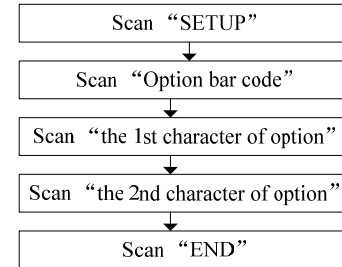 Scan “SETUP”
Scan “Option bar code”
Scan “the 1st character of option”
Scan “the 2nd character of option”
Scan “END”